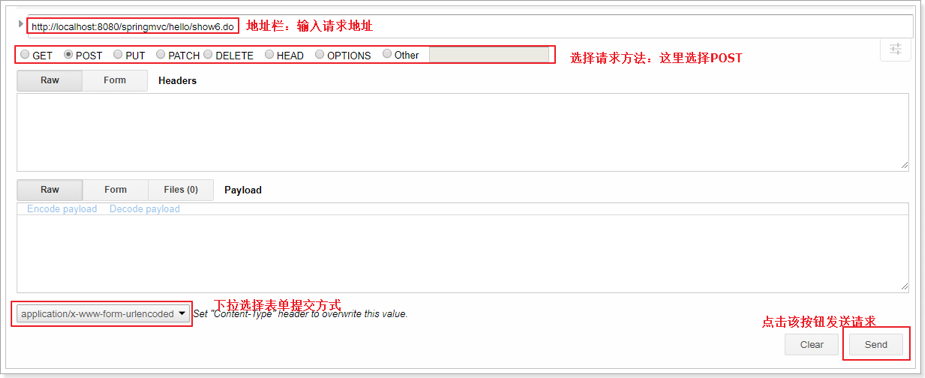 http://localhost:8080/springmvc/hello/show6.do 地址栏：输入请求地址
GET POST PUT PATCH DELETE HEAD OPTIONS Other 选择请求方法：这里选择POST
Raw Form Headers
Raw Form Files (0) Payload
Encode payload Decode payload
下拉选择表单提交方式
application/x-www-form-urlencoded Set "Content-Type" header to overwrite this value.
点击该按钮发送请求
Clear Send